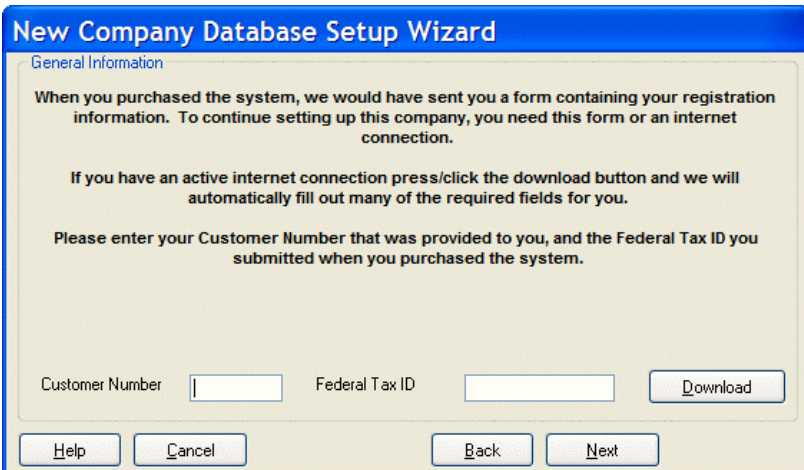 New Company Database Setup Wizard
General Information
When you purchased the system, we would have sent you a form containing your registration
information.  To continue setting up this company, you need this form or an internet
connection.
If you have an active internet connection press/click the download button and we will
automatically fill out many of the required fields for you.
Please enter your Customer Number that was provided to you, and the Federal Tax ID you
submitted when you purchased the system.
Customer Number Federal Tax ID Download
Help Cancel Back Next